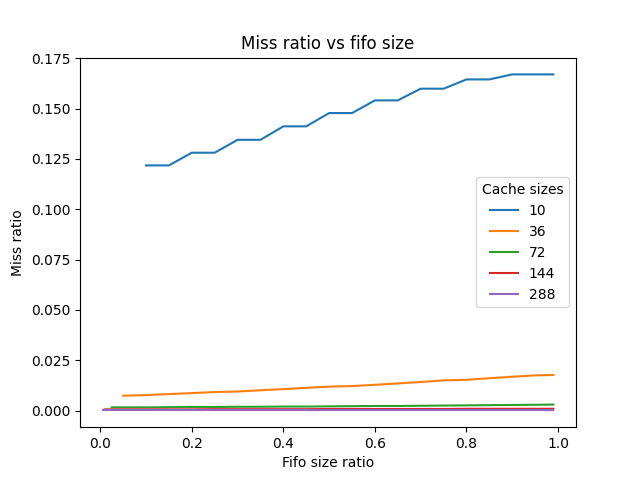 Miss ratio vs fifo size
0.175
0.150
0.125
0.100
0.075
0.050
0.025
0.000
Miss ratio
Cache sizes
10
36
72
144
288
0.0 0.2 0.4 0.6 0.8 1.0
Fifo size ratio